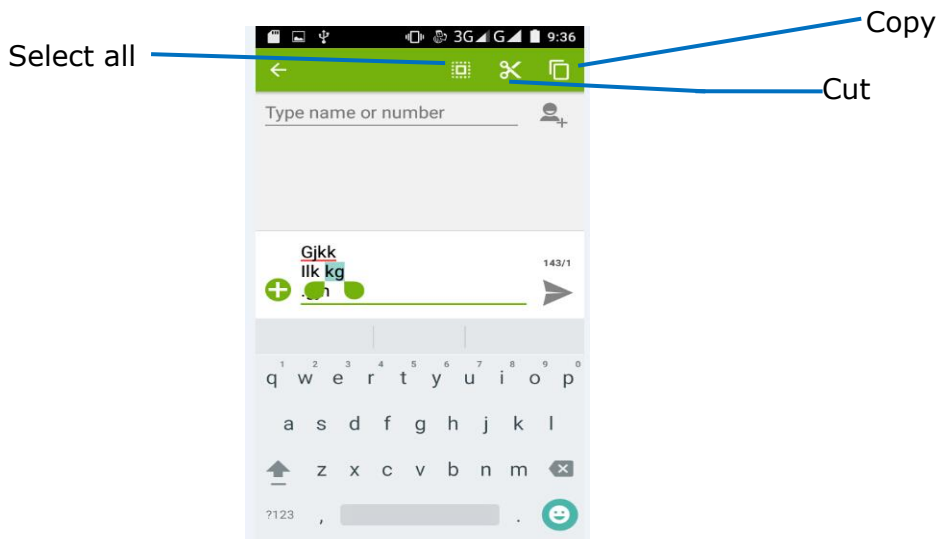 Copy
Select all
3G G 9:36
Cut
Type name or number
Gjkk
Ilk kg
143/1
1 2 3 4 5 6 7 8 9 0
q w e r t y u i o p
a s d f g h j k l
z x c v b n m
?123 , .